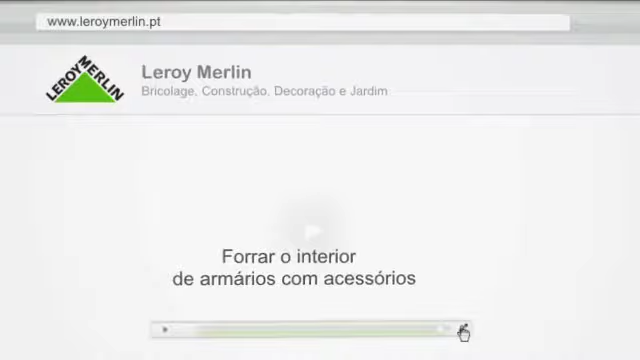 www.leroymerlin.pt
LEROY MERLIN
Leroy Merlin
Bricolage, Construção, Decoração e Jardim
Forrar o interior
de armários com acessórios